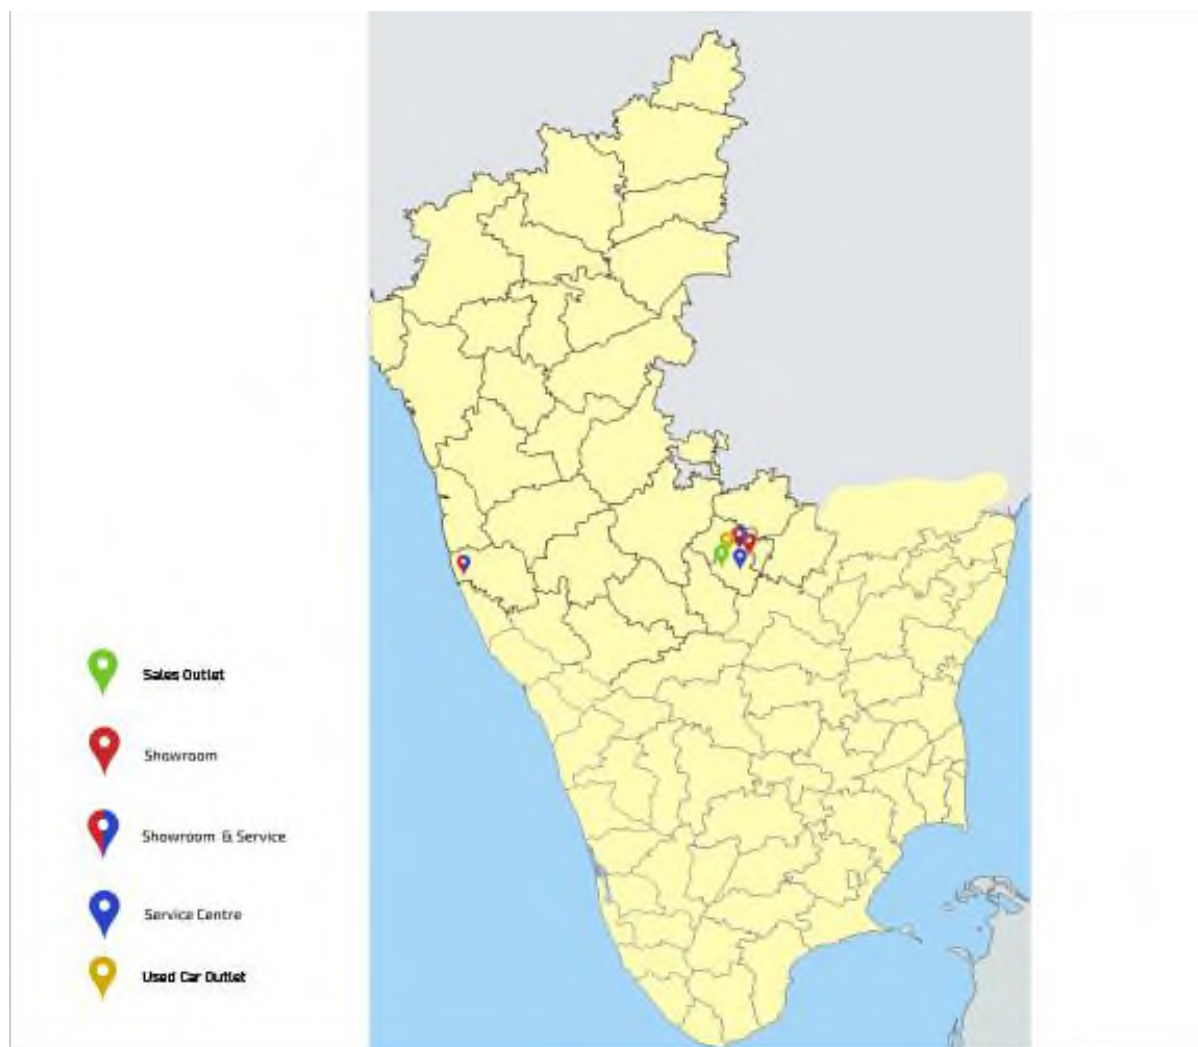 Sales Outlet
Showroom
Showroom & Service
Service Centre
Used Car Outlet